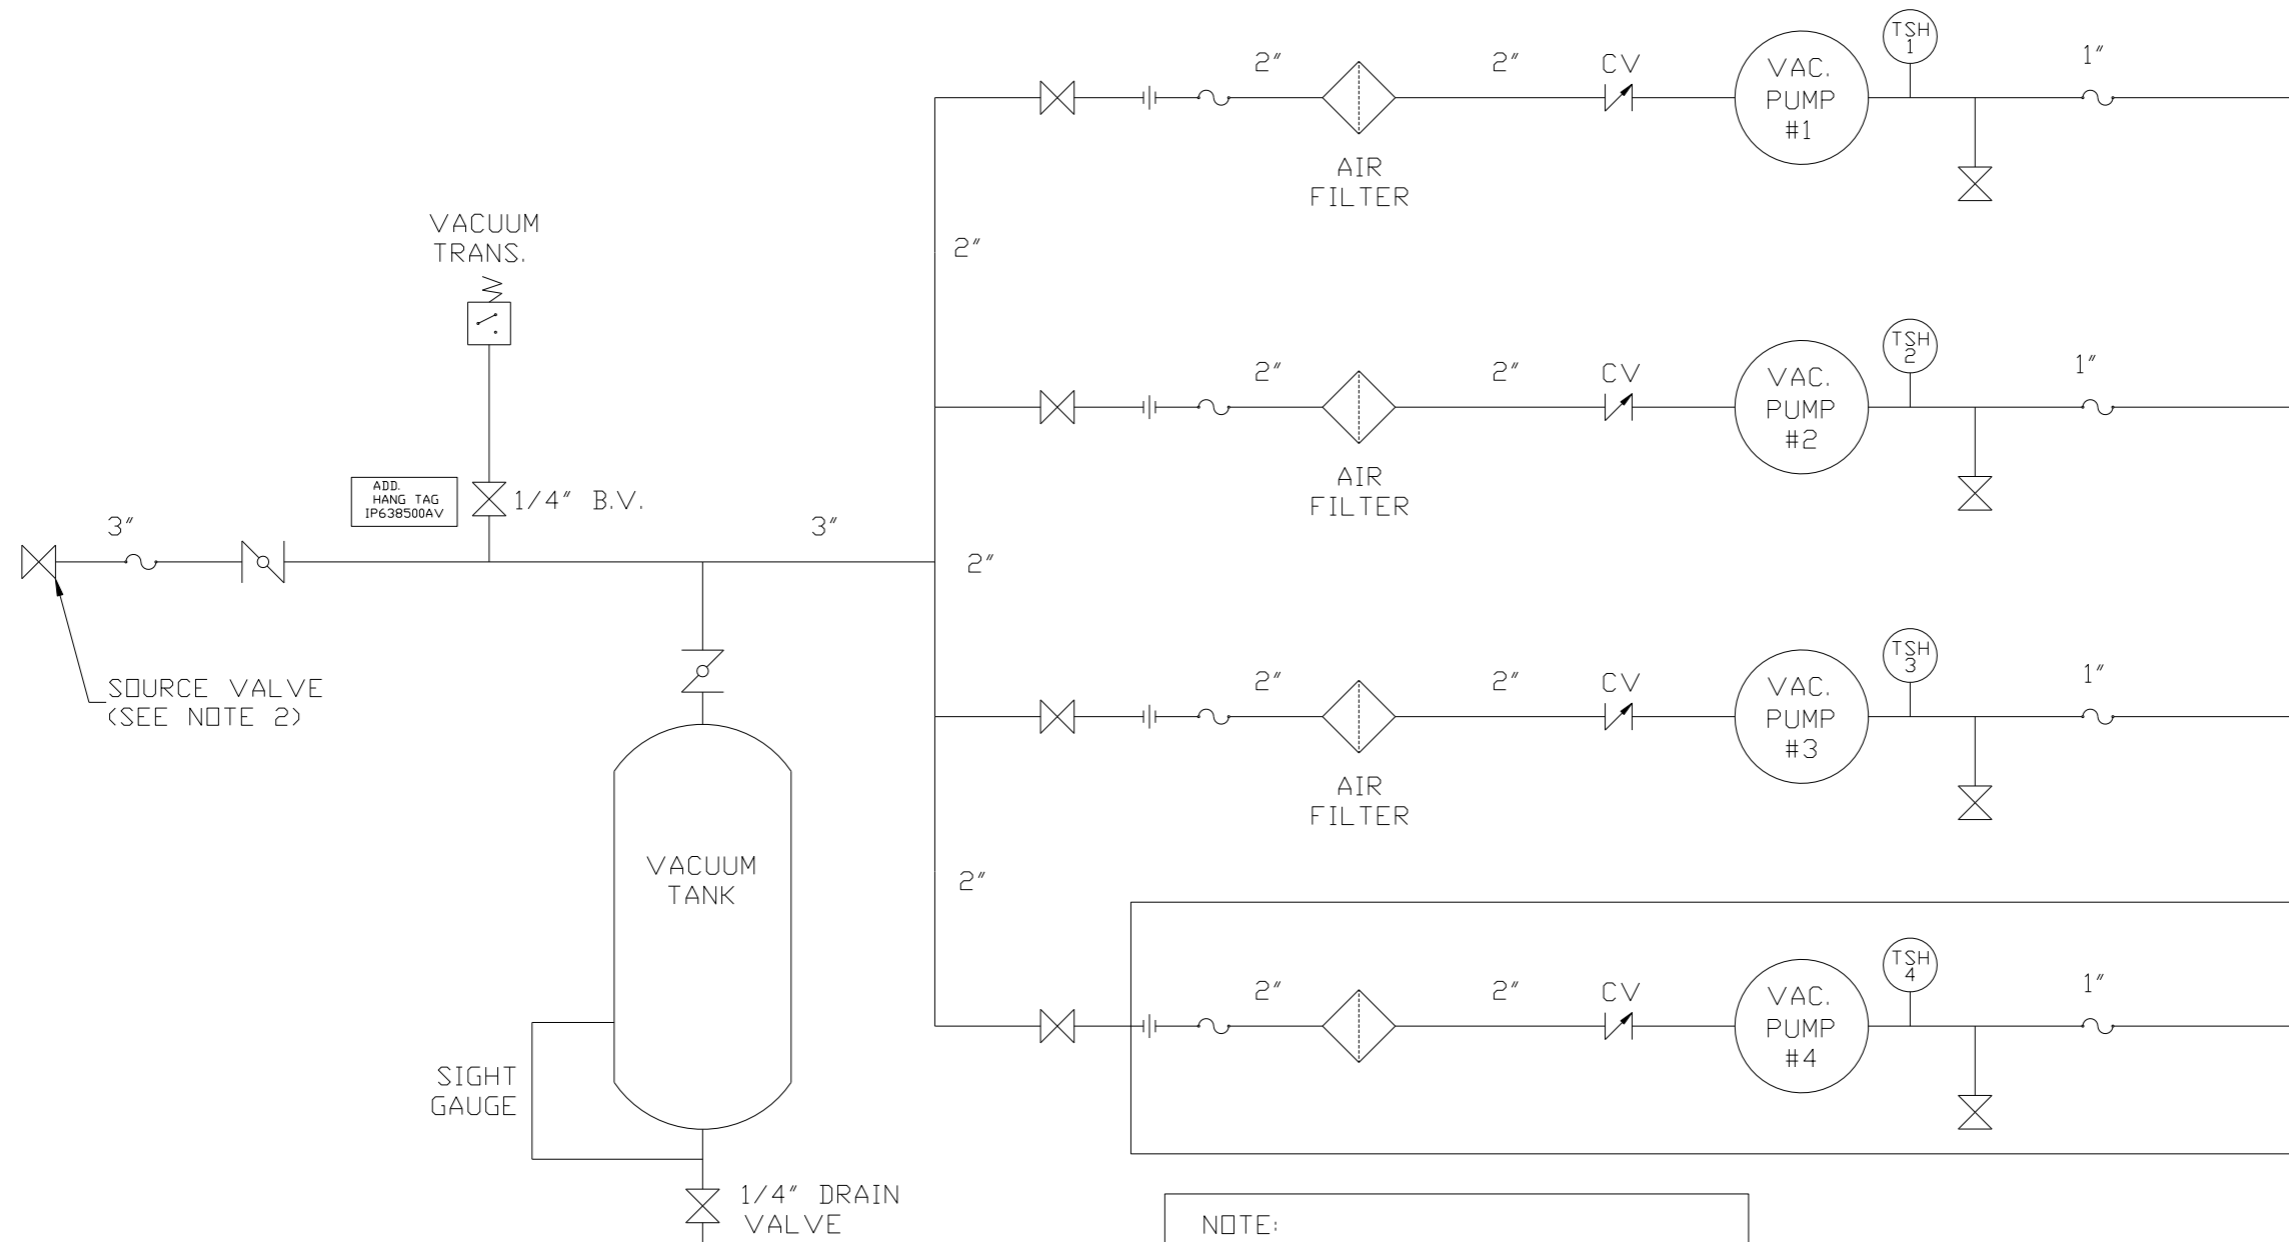 2"
2"
CV
VAC.
PUMP
#1
TSH
1
1"
AIR
FILTER
VACUUM
TRANS.
2"
2"
2"
CV
VAC.
PUMP
#2
TSH
2
1"
AIR
FILTER
ADD.
HANG TAG
IP638500AV
1/4" B.V.
3"
3"
2"
SOURCE VALVE
(SEE NOTE 2)
2"
2"
CV
VAC.
PUMP
#3
TSH
3
1"
AIR
FILTER
VACUUM
TANK
2"
2"
2"
CV
VAC.
PUMP
#4
TSH
4
1"
SIGHT
GAUGE
1/4" DRAIN
VALVE
NOTE: